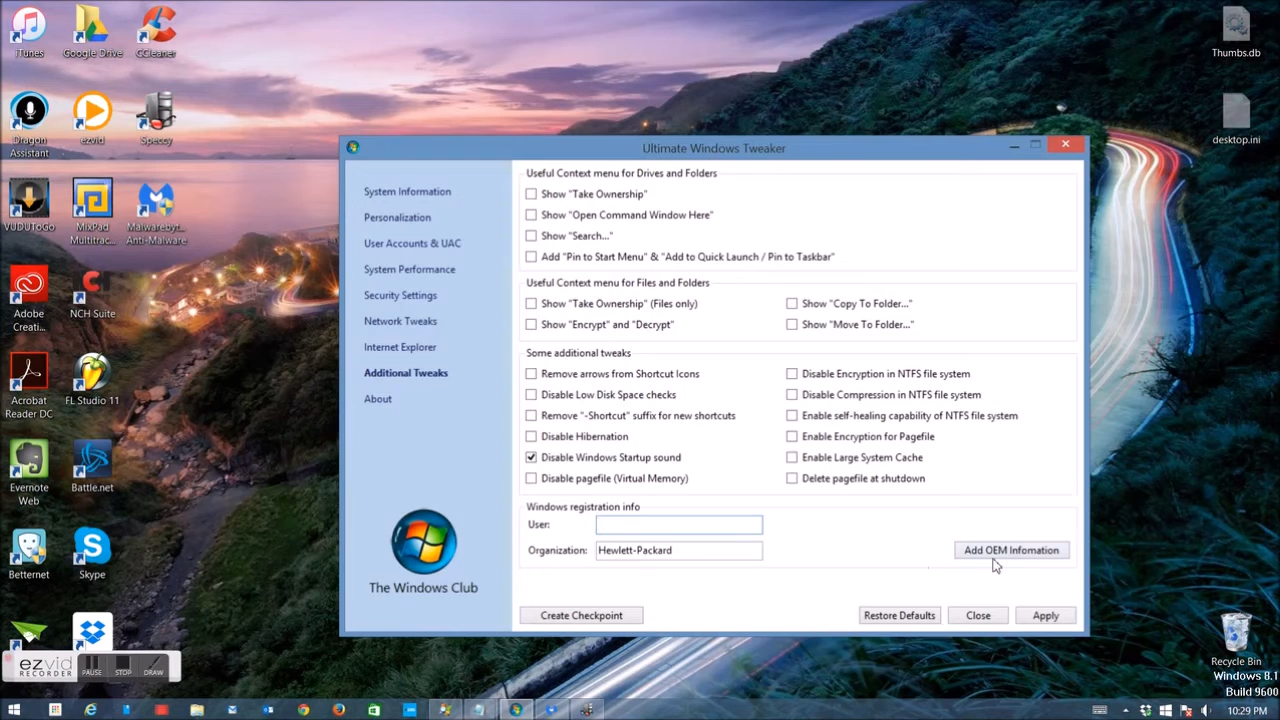 iTunes
Google Drive
CCleaner
Dragon
Assistant
ezvid
Speccy
VUDUToGo
MixPad
Multitrac...
Malwarebyt...
Anti-Malware
Adobe
Creati...
NCH Suite
Acrobat
Reader DC
FL Studio 11
Evernote
Web
Battle.net
Betternet
Skype
ezvid
RECORDER
PAUSE
STOP
DRAW
Thumbs.db
desktop.ini
Ultimate Windows Tweaker
System Information
Personalization
User Accounts & UAC
System Performance
Security Settings
Network Tweaks
Internet Explorer
Additional Tweaks
About
The Windows Club
Useful Context menu for Drives and Folders
Show "Take Ownership"
Show "Open Command Window Here"
Show "Search..."
Add "Pin to Start Menu" & "Add to Quick Launch / Pin to Taskbar"
Useful Context menu for Files and Folders
Show "Take Ownership" (Files only)
Show "Copy To Folder..."
Show "Encrypt" and "Decrypt"
Show "Move To Folder..."
Some additional tweaks
Remove arrows from Shortcut Icons
Disable Encryption in NTFS file system
Disable Low Disk Space checks
Disable Compression in NTFS file system
Remove "-Shortcut" suffix for new shortcuts
Enable self-healing capability of NTFS file system
Disable Hibernation
Enable Encryption for Pagefile
Disable Windows Startup sound
Enable Large System Cache
Disable pagefile (Virtual Memory)
Delete pagefile at shutdown
Windows registration info
User:
Organization: Hewlett-Packard
Add OEM Infomation
Create Checkpoint
Restore Defaults
Close
Apply
Recycle Bin
Windows 8.1
Build 9600
10:29 PM